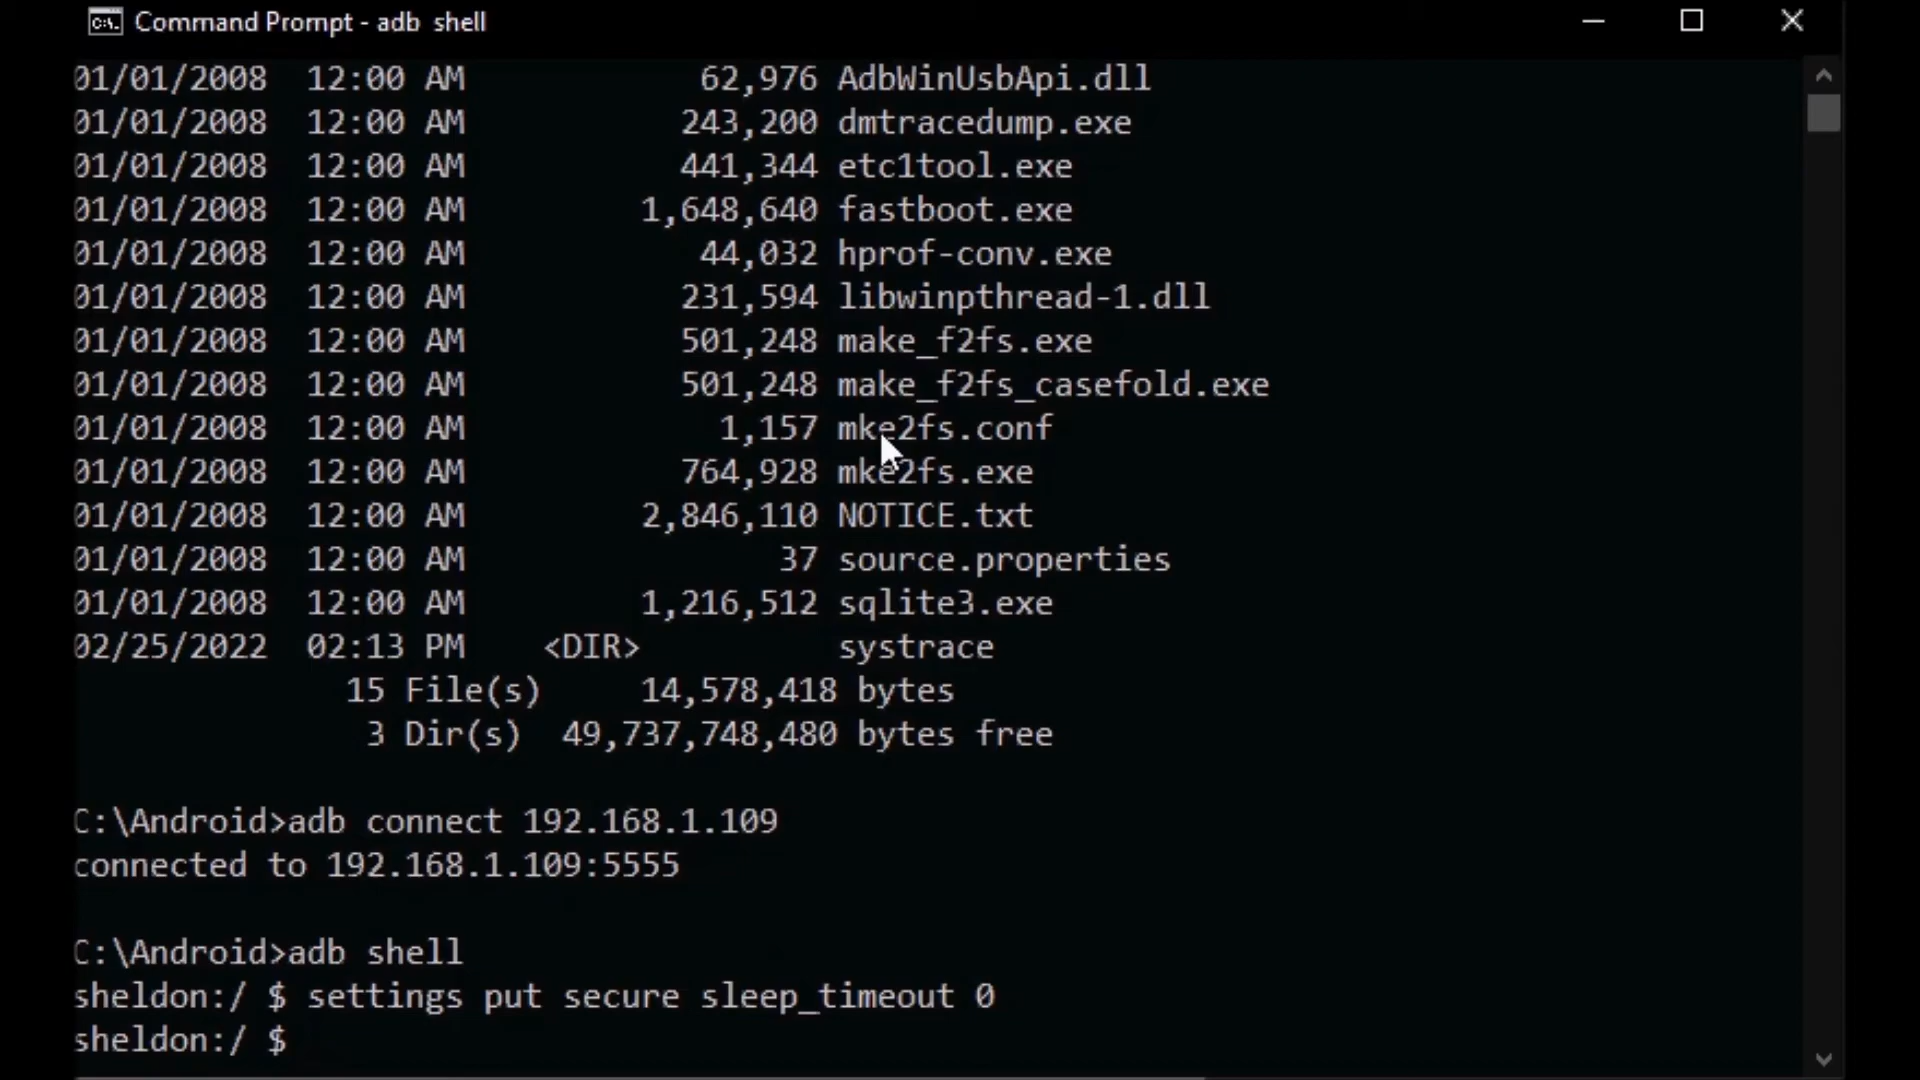 Command Prompt - adb  shell
01/01/2008  12:00 AM            62,976 AdbWinUsbApi.dll
01/01/2008  12:00 AM           243,200 dmtracedump.exe
01/01/2008  12:00 AM           441,344 etc1tool.exe
01/01/2008  12:00 AM         1,648,640 fastboot.exe
01/01/2008  12:00 AM            44,032 hprof-conv.exe
01/01/2008  12:00 AM           231,594 libwinpthread-1.dll
01/01/2008  12:00 AM           501,248 make_f2fs.exe
01/01/2008  12:00 AM           501,248 make_f2fs_casefold.exe
01/01/2008  12:00 AM             1,157 mke2fs.conf
01/01/2008  12:00 AM           764,928 mke2fs.exe
01/01/2008  12:00 AM         2,846,110 NOTICE.txt
01/01/2008  12:00 AM                37 source.properties
01/01/2008  12:00 AM         1,216,512 sqlite3.exe
02/25/2022  02:13 PM    <DIR>          systrace
              15 File(s)     14,578,418 bytes
               3 Dir(s)  49,737,748,480 bytes free
C:\Android>adb connect 192.168.1.109
connected to 192.168.1.109:5555
C:\Android>adb shell
sheldon:/ $ settings put secure sleep_timeout 0
sheldon:/ $